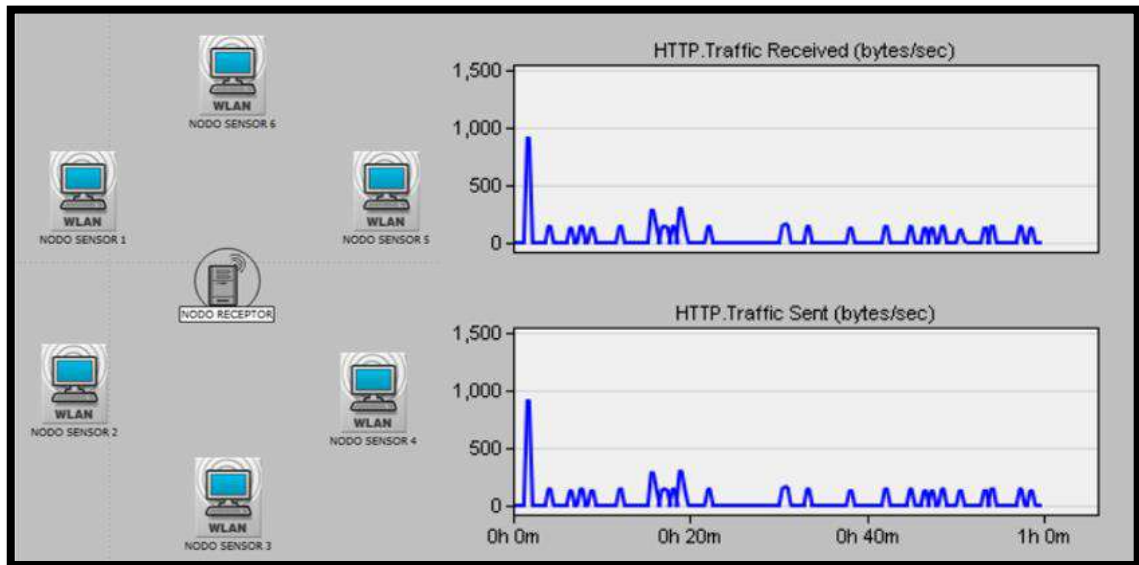 WLAN
NODO SENSOR 6
WLAN
NODO SENSOR 1
WLAN
NODO SENSOR 5
NODO RECEPTOR
WLAN
NODO SENSOR 2
WLAN
NODO SENSOR 4
WLAN
NODO SENSOR 3
HTTP.Traffic Received (bytes/sec)
1,500
1,000
500
0
HTTP.Traffic Sent (bytes/sec)
1,500
1,000
500
0
0h 0m 0h 20m 0h 40m 1h 0m